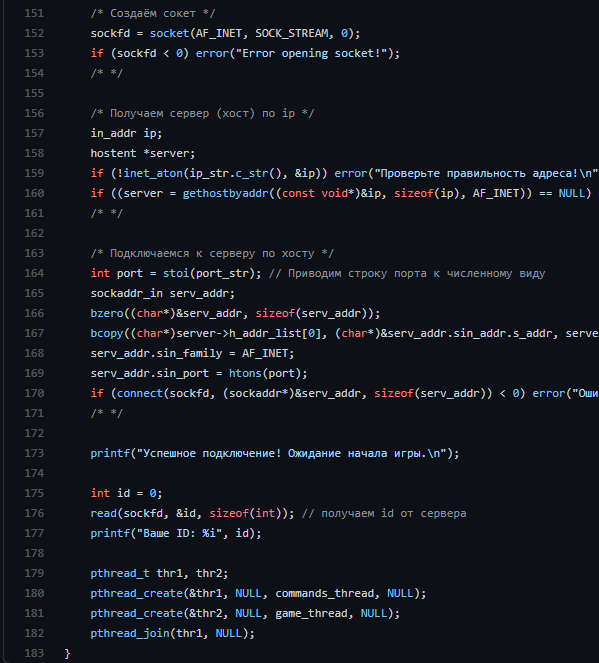 151 /* Создаём сокет */
152 sockfd = socket(AF_INET, SOCK_STREAM, 0);
153 if (sockfd < 0) error("Error opening socket!");
154 /* */
155
156 /* Получаем сервер (хост) по ip */
157 in_addr ip;
158 hostent *server;
159 if (!inet_aton(ip_str.c_str(), &ip)) error("Проверьте правильность адреса!\n"
160 if ((server = gethostbyaddr((const void*)&ip, sizeof(ip), AF_INET)) == NULL)
161 /* */
162
163 /* Подключаемся к серверу по хосту */
164 int port = stoi(port_str); // Приводим строку порта к численному виду
165 sockaddr_in serv_addr;
166 bzero((char*)&serv_addr, sizeof(serv_addr));
167 bcopy((char*)server->h_addr_list[0], (char*)&serv_addr.sin_addr.s_addr, serve
168 serv_addr.sin_family = AF_INET;
169 serv_addr.sin_port = htons(port);
170 if (connect(sockfd, (sockaddr*)&serv_addr, sizeof(serv_addr)) < 0) error("Оши
171 /* */
172
173 printf("Успешное подключение! Ожидание начала игры.\n");
174
175 int id = 0;
176 read(sockfd, &id, sizeof(int)); // получаем id от сервера
177 printf("Ваше ID: %i", id);
178
179 pthread_t thr1, thr2;
180 pthread_create(&thr1, NULL, commands_thread, NULL);
181 pthread_create(&thr2, NULL, game_thread, NULL);
182 pthread_join(thr1, NULL);
183 }